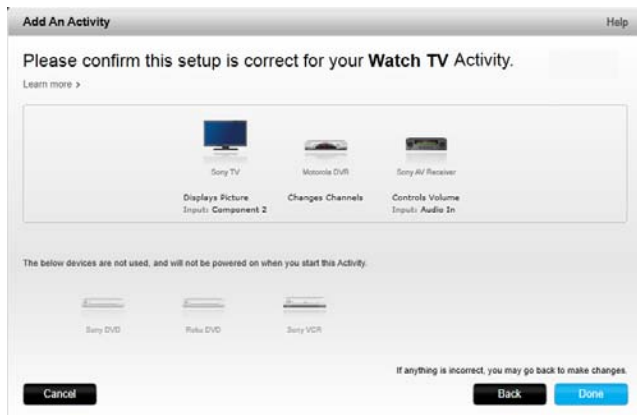 Add An Activity Help
Please confirm this setup is correct for your Watch TV Activity.
Learn more >
Sony TV Motorola DVR Sony AV Receiver
Displays Picture Changes Channels Controls Volume
Input: Component 2 Input: Audio In
The below devices are not used, and will not be powered on when you start this Activity.
Sony DVD Roku DVD Sony VCR
If anything is incorrect, you may go back to make changes.
Cancel Back Done